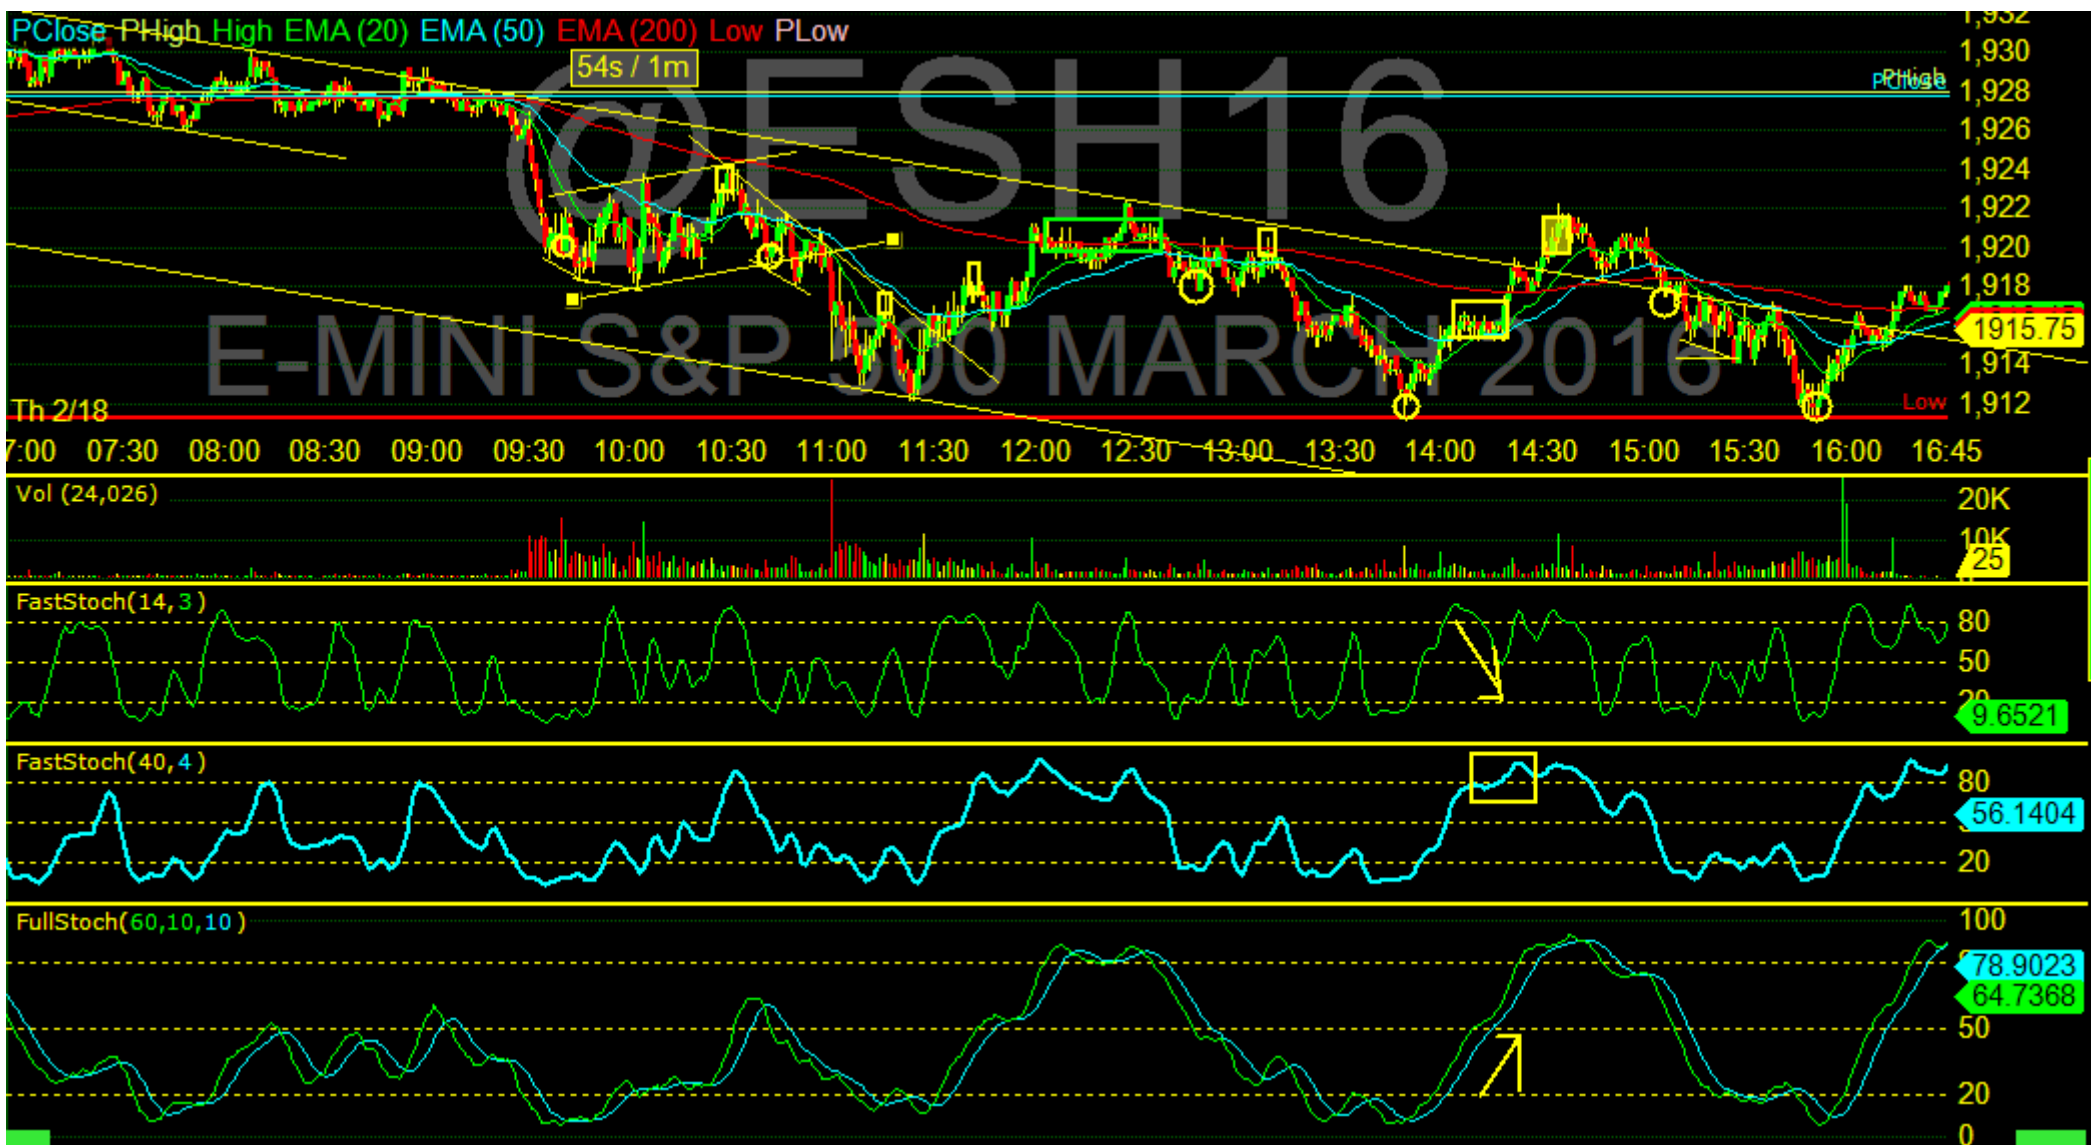 1,932
PClose PHigh High EMA (20) EMA (50) EMA (200) Low PLow
1,930
54s / 1m
PHigh
PClose
1,928
1,926
1,924
1,922
1,920
1,918
@ESH16
1915.75
E-MINI S&P 500 MARCH 2016
1,914
Th 2/18
Low
1,912
7:00 07:30 08:00 08:30 09:00 09:30 10:00 10:30 11:00 11:30 12:00 12:30 13:00 13:30 14:00 14:30 15:00 15:30 16:00 16:45
Vol (24,026)
20K
10K
25
0
FastStoch(14,3)
80
50
20
9.6521
FastStoch(40,4)
80
56.1404
20
FullStoch(60,10,10)
100
78.9023
64.7368
50
20
0